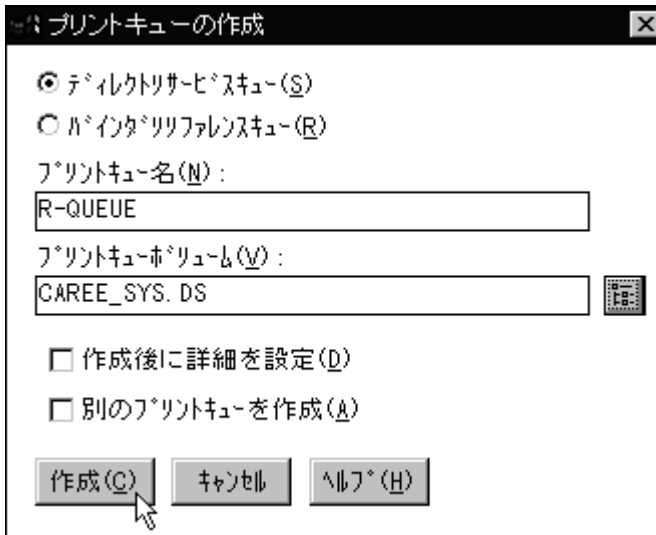 プリントキューの作成
ﾃﾞｨﾚｸﾄﾘｻｰﾋﾞｽｷｭｰ(S)
ﾊﾞｲﾝﾀﾞﾘﾘﾌｧﾚﾝｽｷｭｰ(R)
ﾌﾟﾘﾝﾄｷｭｰ名(N):
R-QUEUE
ﾌﾟﾘﾝﾄｷｭｰﾎﾞﾘｭｰﾑ(V):
CAREE_SYS.DS
作成後に詳細を設定(D)
別のﾌﾟﾘﾝﾄｷｭｰを作成(A)
作成(C) ｷｬﾝｾﾙ ﾍﾙﾌﾟ(H)